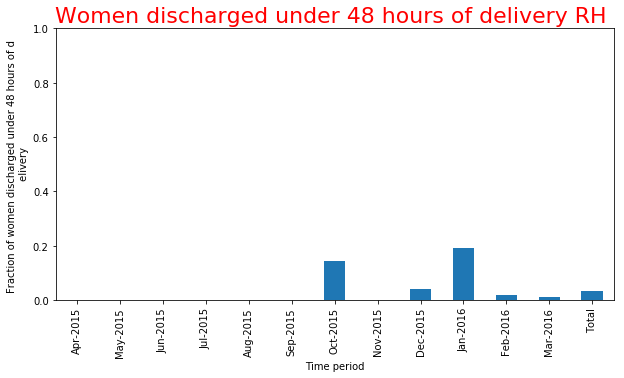 Women discharged under 48 hours of delivery RH
Fraction of women discharged under 48 hours of d
elivery
1.0
0.8
0.6
0.4
0.2
0.0
Apr-2015
May-2015
Jun-2015
Jul-2015
Aug-2015
Sep-2015
Oct-2015
Nov-2015
Dec-2015
Jan-2016
Feb-2016
Mar-2016
Total
Time period